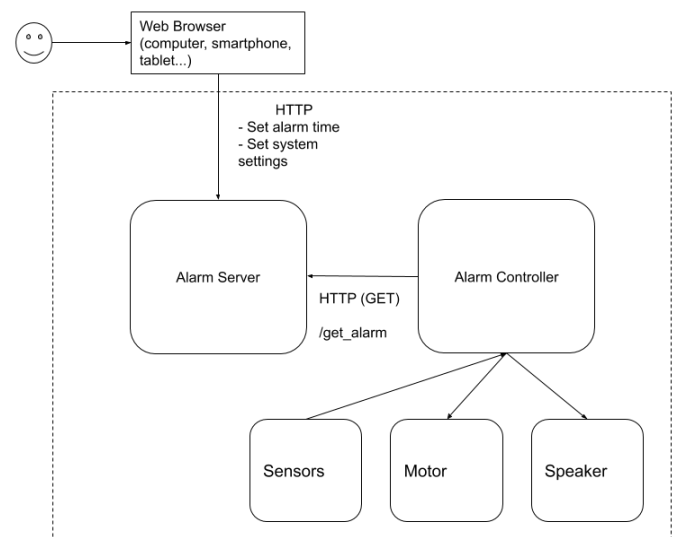 Web Browser
(computer, smartphone,
tablet...)
HTTP
- Set alarm time
- Set system
settings
Alarm Server
Alarm Controller
HTTP (GET)
/get_alarm
Sensors
Motor
Speaker